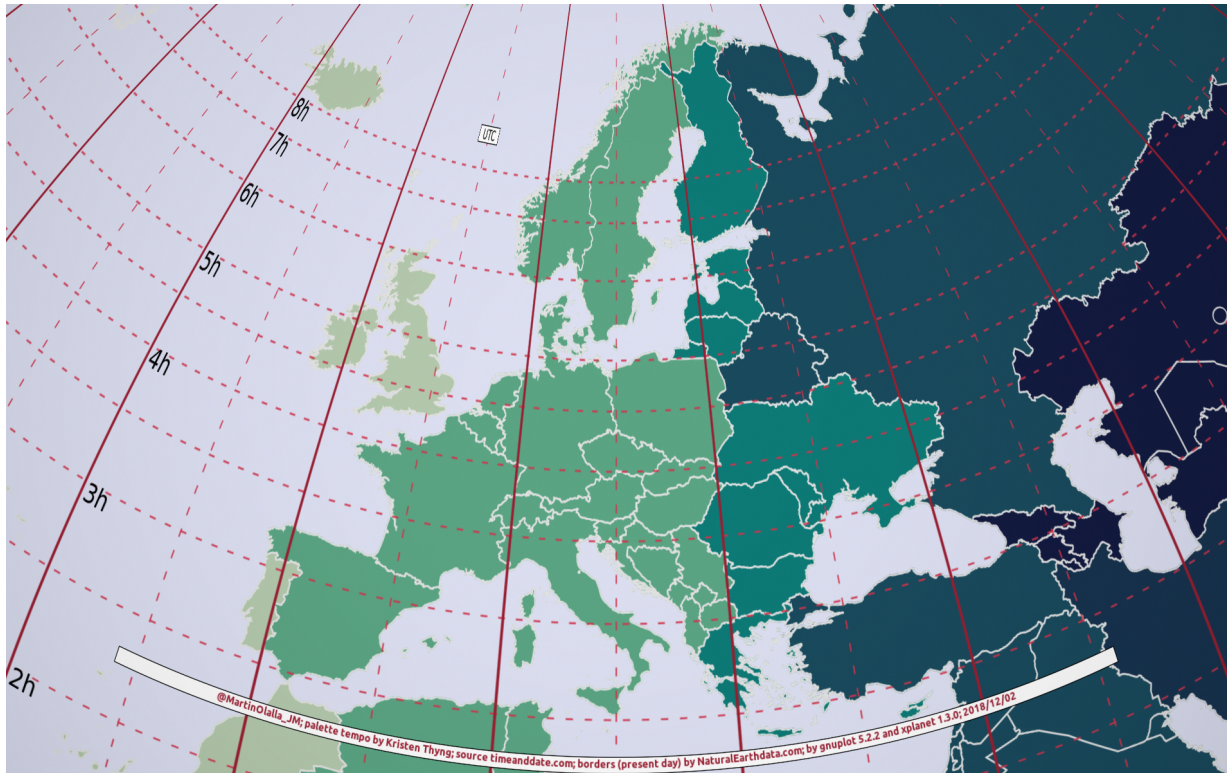 8h
7h
UTC
6h
5h
4h
3h
2h
@MartinOlalla_JM; palette tempo by Kristen Thyng; source timeanddate.com; borders (present day) by NaturalEarthdata.com; by gnuplot 5.2.2 and xplanet 1.3.0; 2018/12/02